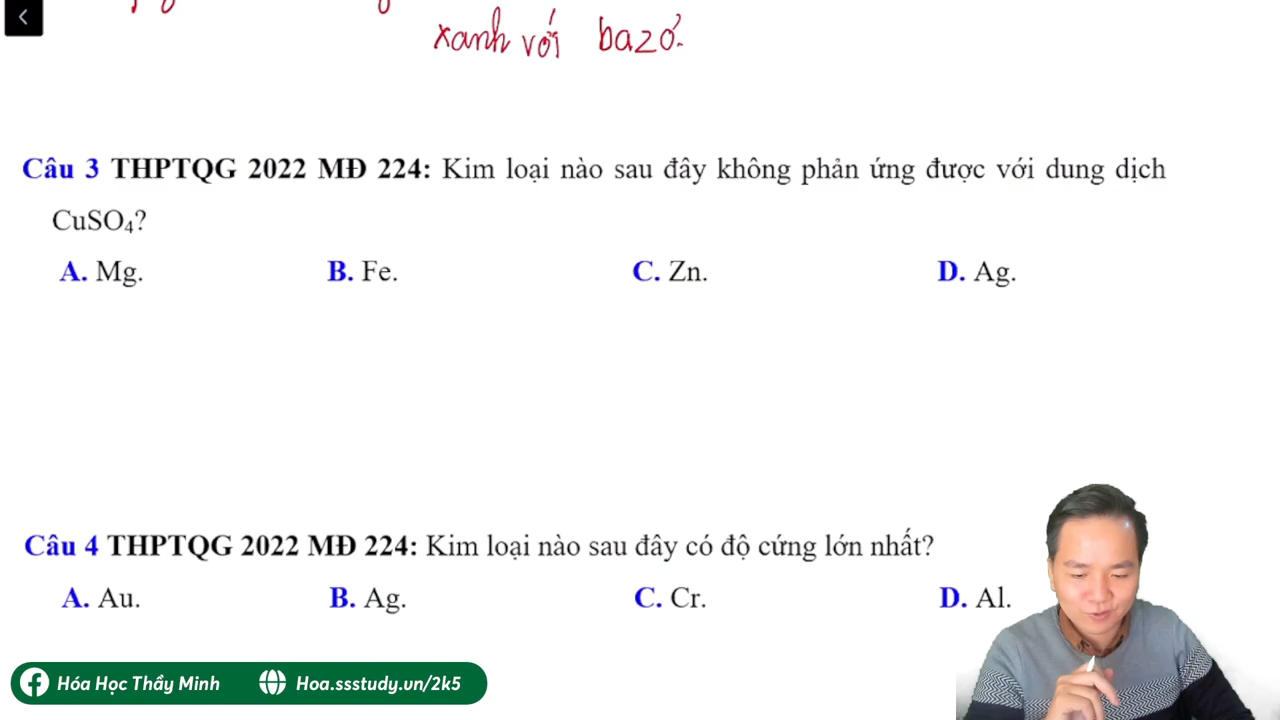 xanh với bazơ.
Câu 3 THPTQG 2022 MĐ 224: Kim loại nào sau đây không phản ứng được với dung dịch
CuSO₄?
A. Mg. B. Fe. C. Zn. D. Ag.
Câu 4 THPTQG 2022 MĐ 224: Kim loại nào sau đây có độ cứng lớn nhất?
A. Au. B. Ag. C. Cr. D. Al.
Hóa Học Thầy Minh Hoa.ssstudy.vn/2k5